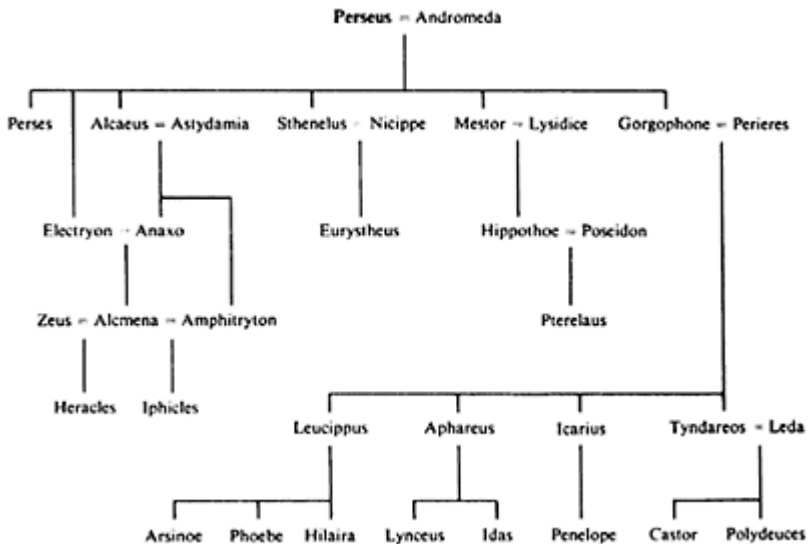 Perseus = Andromeda
Perses Alcaeus = Astydamia Sthenelus = Nicippe Mestor = Lysidice Gorgophone = Perieres
Electryon = Anaxo Eurystheus Hippothoe = Poseidon
Zeus = Alcmena = Amphitryton Pterelaus
Heracles Iphicles
Leucippus Aphareus Icarius Tyndareos = Leda
Arsinoe Phoebe Hilaira Lynceus Idas Penelope Castor Polydeuces